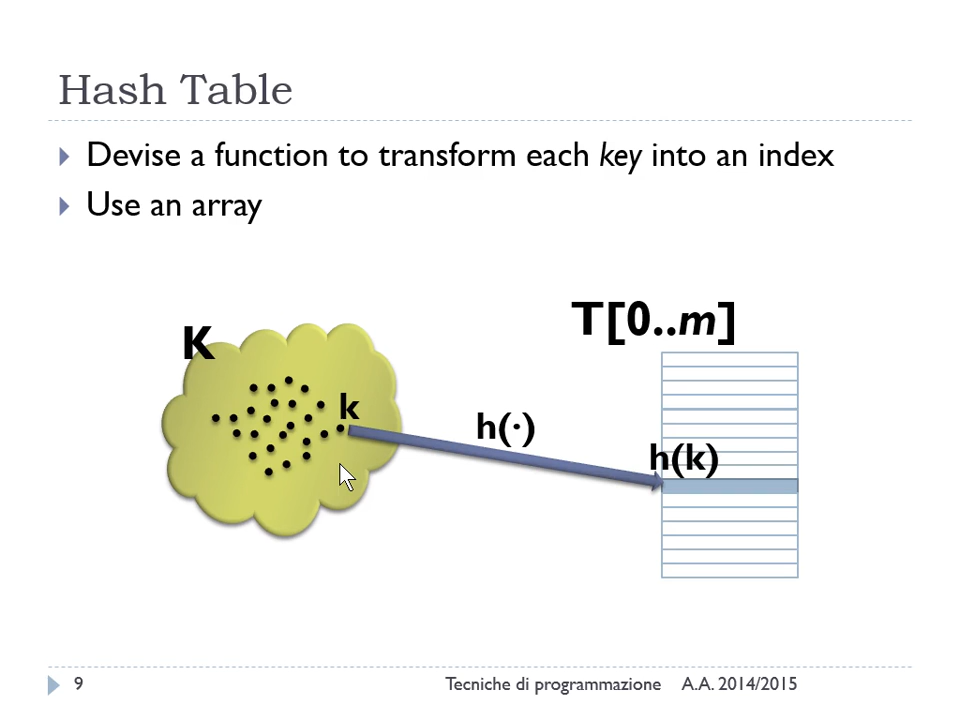 Hash Table
Devise a function to transform each key into an index
Use an array
T[0..m]
K
k
h(·)
h(k)
9 Tecniche di programmazione A.A. 2014/2015